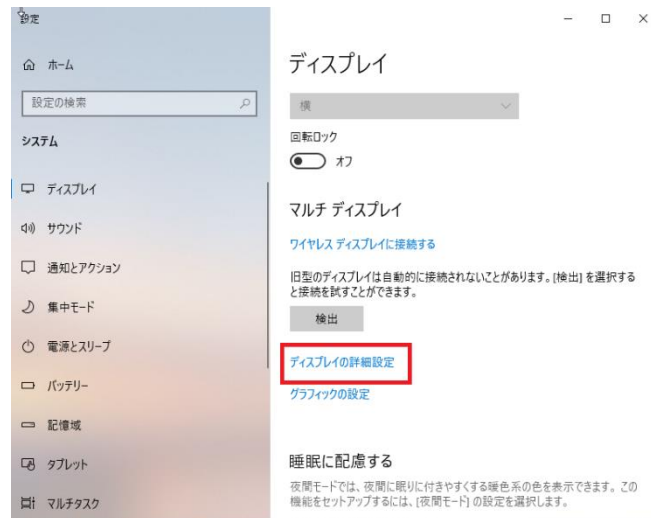 設定
ホーム
設定の検索
システム
ディスプレイ
サウンド
通知とアクション
集中モード
電源とスリープ
バッテリー
記憶域
タブレット
マルチタスク
ディスプレイ
横
回転ロック
オフ
マルチ ディスプレイ
ワイヤレス ディスプレイに接続する
旧型のディスプレイは自動的に接続されないことがあります。[検出] を選択する
と接続を試すことができます。
検出
ディスプレイの詳細設定
グラフィックの設定
睡眠に配慮する
夜間モードでは、夜間に眠りに付きやすくする暖色系の色を表示できます。この
機能をセットアップするには、[夜間モード] の設定を選択します。